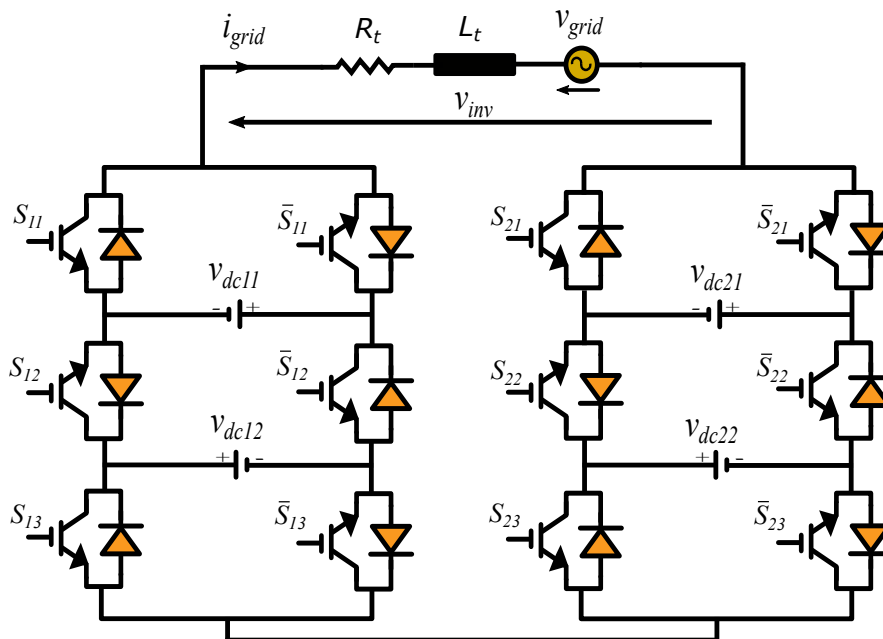 i_grid R_t L_t v_grid
v_inv
S_11 S̄_11 S_21 S̄_21
v_dc11 v_dc21
- + - +
S_12 S̄_12 S_22 S̄_22
v_dc12 v_dc22
+ - + -
S_13 S̄_13 S_23 S̄_23